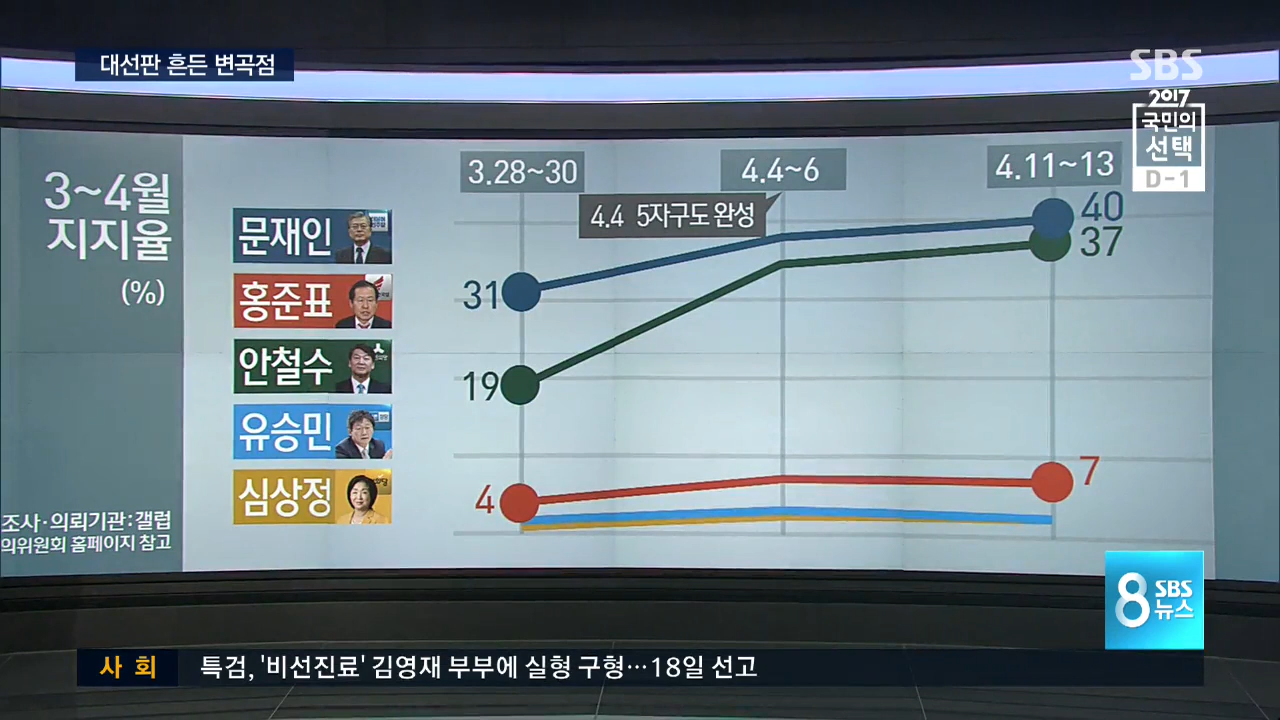 대선판 흔든 변곡점
SBS
2017
국민의
선택
D-1
3~4월
지지율
(%)
3.28~30
4.4~6
4.11~13
4.4 5자구도 완성
문재인
홍준표
안철수
유승민
심상정
31
19
4
40
37
7
조사·의뢰기관:갤럽
의위원회 홈페이지 참고
8 SBS
뉴스
사회
특검, '비선진료' 김영재 부부에 실형 구형…18일 선고